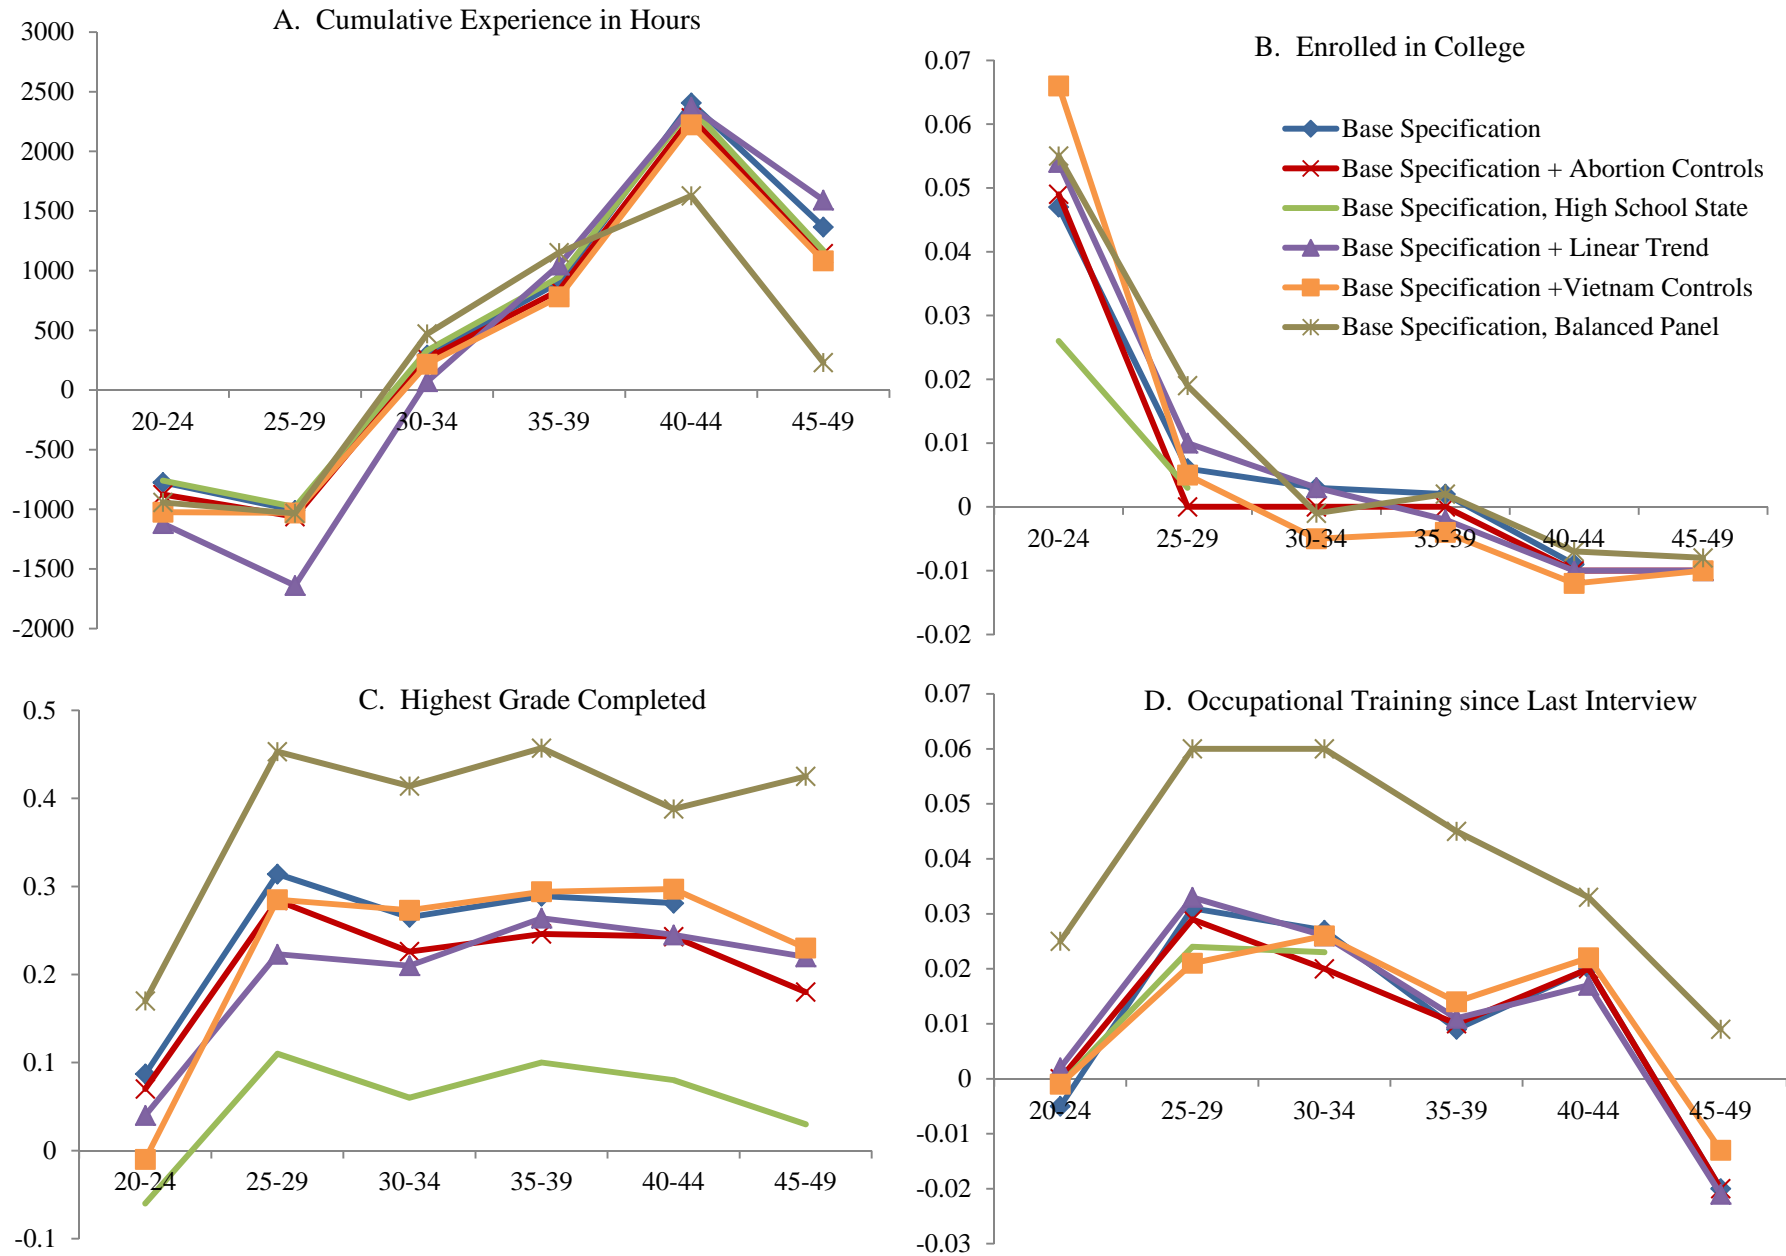 A. Cumulative Experience in Hours
3000
2500
2000
1500
1000
500
0
-500
-1000
-1500
-2000
20-24 25-29 30-34 35-39 40-44 45-49
B. Enrolled in College
0.07
0.06
0.05
0.04
0.03
0.02
0.01
0
-0.01
-0.02
20-24 25-29 30-34 35-39 40-44 45-49
Base Specification
Base Specification + Abortion Controls
Base Specification, High School State
Base Specification + Linear Trend
Base Specification +Vietnam Controls
Base Specification, Balanced Panel
C. Highest Grade Completed
0.5
0.4
0.3
0.2
0.1
0
-0.1
20-24 25-29 30-34 35-39 40-44 45-49
D. Occupational Training since Last Interview
0.07
0.06
0.05
0.04
0.03
0.02
0.01
0
-0.01
-0.02
-0.03
20-24 25-29 30-34 35-39 40-44 45-49